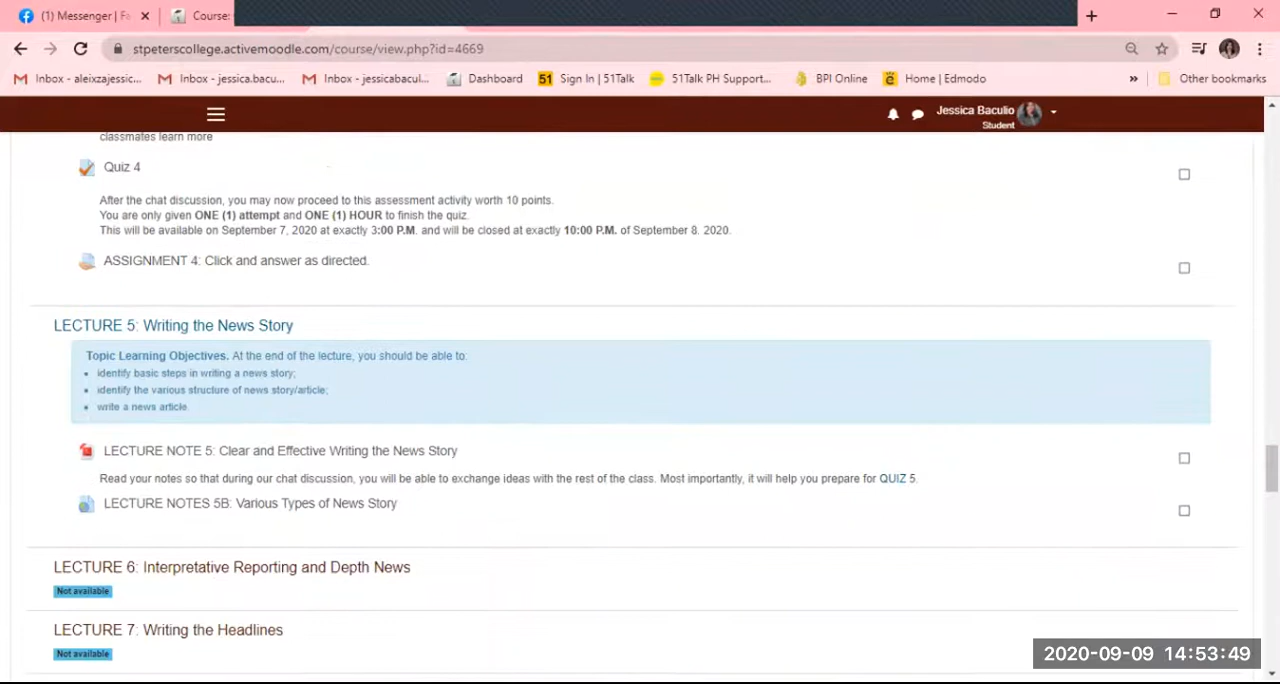 (1) Messenger | Fa
Course:
stpeterscollege.activemoodle.com/course/view.php?id=4669
Inbox - aleixzajessic...
Inbox - jessica.bacu...
Inbox - jessicabacul...
Dashboard
51 Sign In | 51Talk
51Talk PH Support...
BPI Online
Home | Edmodo
»
Other bookmarks
Jessica Baculio
Student
classmates learn more
Quiz 4
After the chat discussion, you may now proceed to this assessment activity worth 10 points.
You are only given ONE (1) attempt and ONE (1) HOUR to finish the quiz.
This will be available on September 7, 2020 at exactly 3:00 P.M. and will be closed at exactly 10:00 P.M. of September 8. 2020.
ASSIGNMENT 4: Click and answer as directed.
LECTURE 5: Writing the News Story
Topic Learning Objectives. At the end of the lecture, you should be able to:
• identify basic steps in writing a news story;
• identify the various structure of news story/article;
• write a news article.
LECTURE NOTE 5: Clear and Effective Writing the News Story
Read your notes so that during our chat discussion, you will be able to exchange ideas with the rest of the class. Most importantly, it will help you prepare for QUIZ 5.
LECTURE NOTES 5B: Various Types of News Story
LECTURE 6: Interpretative Reporting and Depth News
Not available
LECTURE 7: Writing the Headlines
Not available
2020-09-09 14:53:49